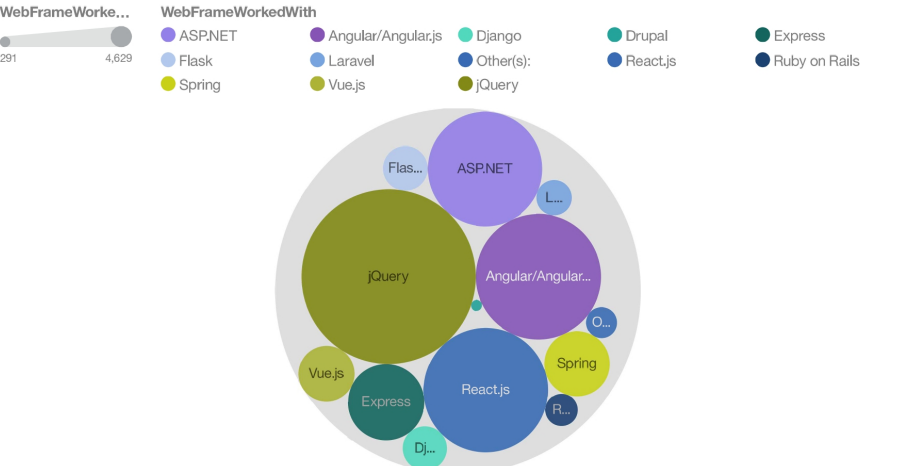 WebFrameWorke... WebFrameWorkedWith
ASP.NET Angular/Angular.js Django Drupal Express
291 4,629
Flask Laravel Other(s): React.js Ruby on Rails
Spring Vue.js jQuery
Flas... ASP.NET
L...
jQuery Angular/Angular...
O...
Spring
Vue.js
React.js
Express
R...
Dj...